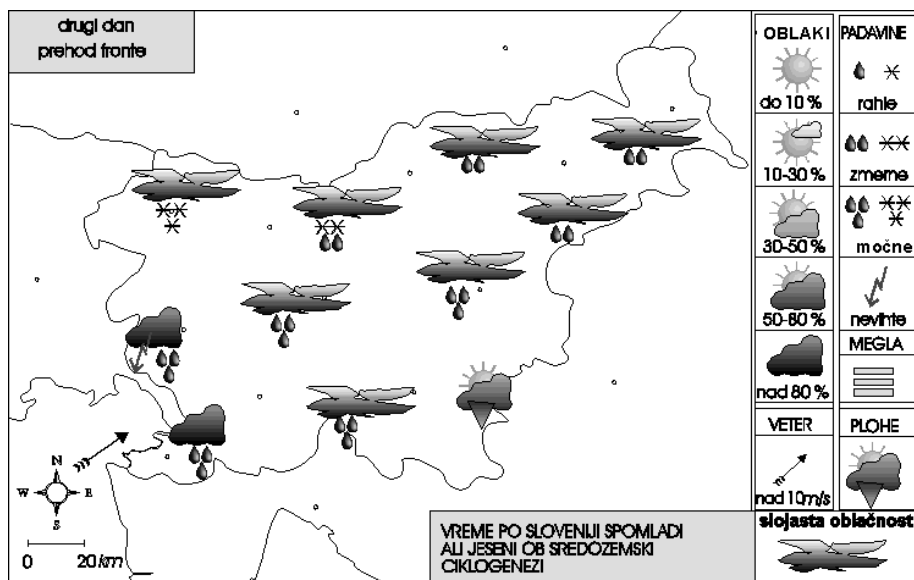 drugi dan
prehod fronte
OBLAKI
PADAVINE
do 10 %
rahle
10-30 %
zmerne
30-50 %
močne
50-80 %
nevihte
nad 80 %
MEGLA
VETER
PLOHE
nad 10m/s
slojasta oblačnost
N
W
E
S
0
20 km
VREME PO SLOVENIJI SPOMLADI
ALI JESENI OB SREDOZEMSKI
CIKLOGENEZI